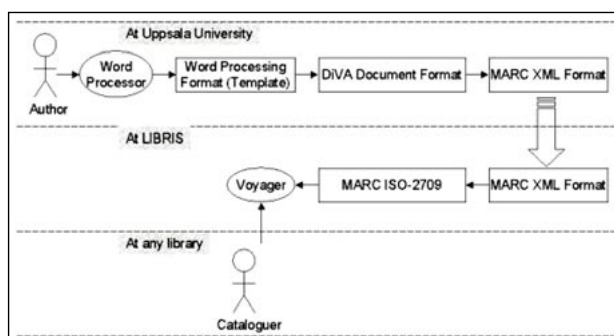 At Uppsala University
Author
Word
Processor
Word Processing
Format (Template)
DiVA Document Format
MARC XML Format
At LIBRIS
Voyager
MARC ISO-2709
MARC XML Format
At any library
Cataloguer